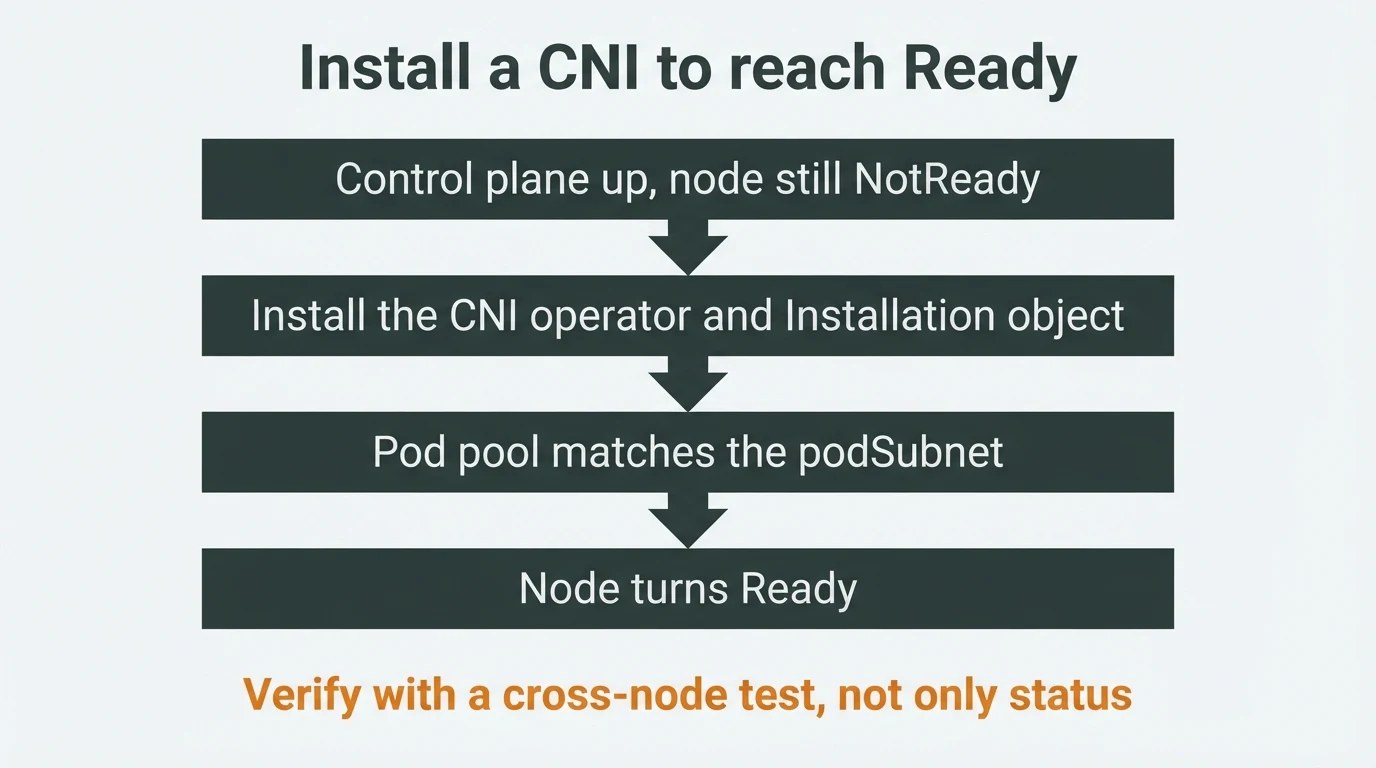 Install a CNI to reach Ready
Control plane up, node still NotReady
Install the CNI operator and Installation object
Pod pool matches the podSubnet
Node turns Ready
Verify with a cross-node test, not only status